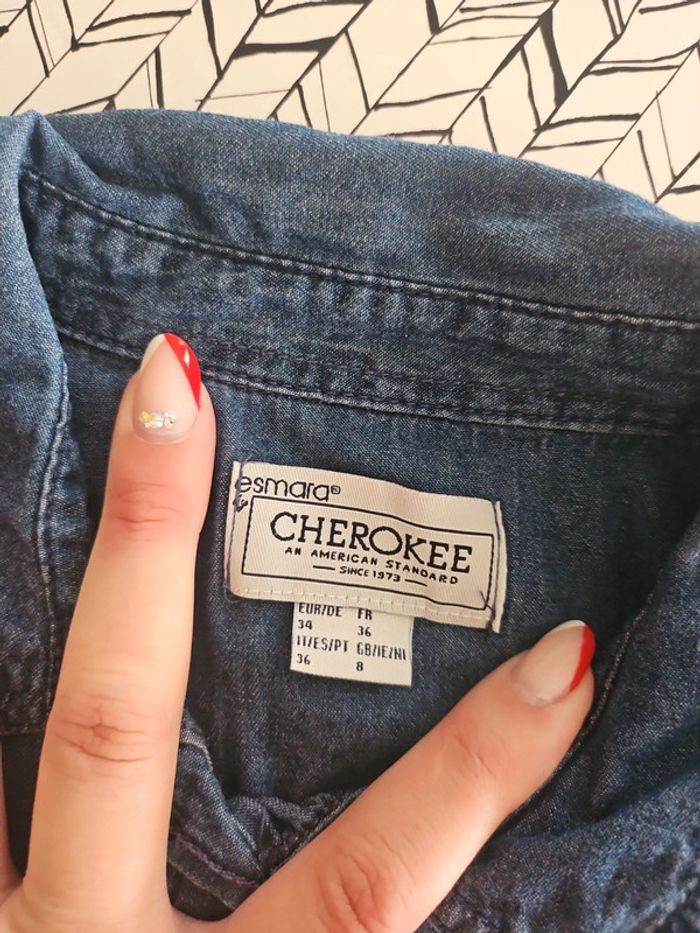 esmara®
CHEROKEE
AN AMERICAN STANDARD
SINCE 1973
EUR/DE FR
34 36
IT/ES/PT GB/IE/NI
36 8